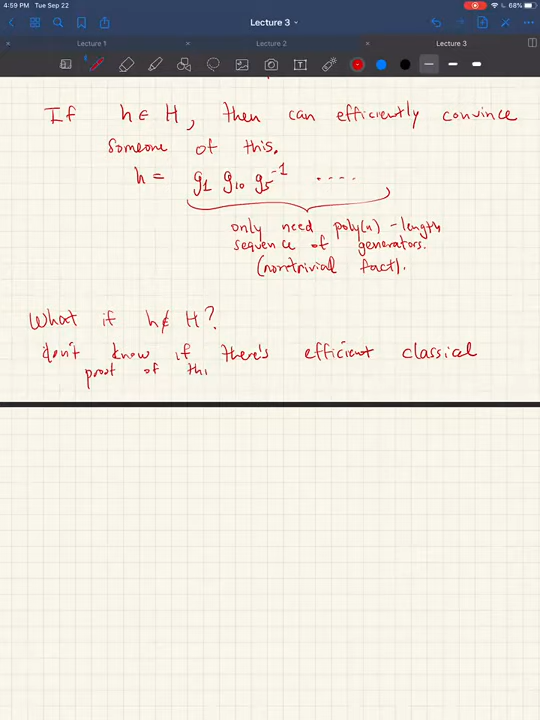 4:59 PM Tue Sep 22
68%
Lecture 3
Lecture 1
Lecture 2
Lecture 3
If h ∈ H, then can efficiently convince
someone of this.
h = g₁ g₁₀ g₅⁻¹ ....
only need poly(n)-length
sequence of generators.
(nontrivial fact).
What if h ∉ H?
don't know if there's efficient classical
proof of thi